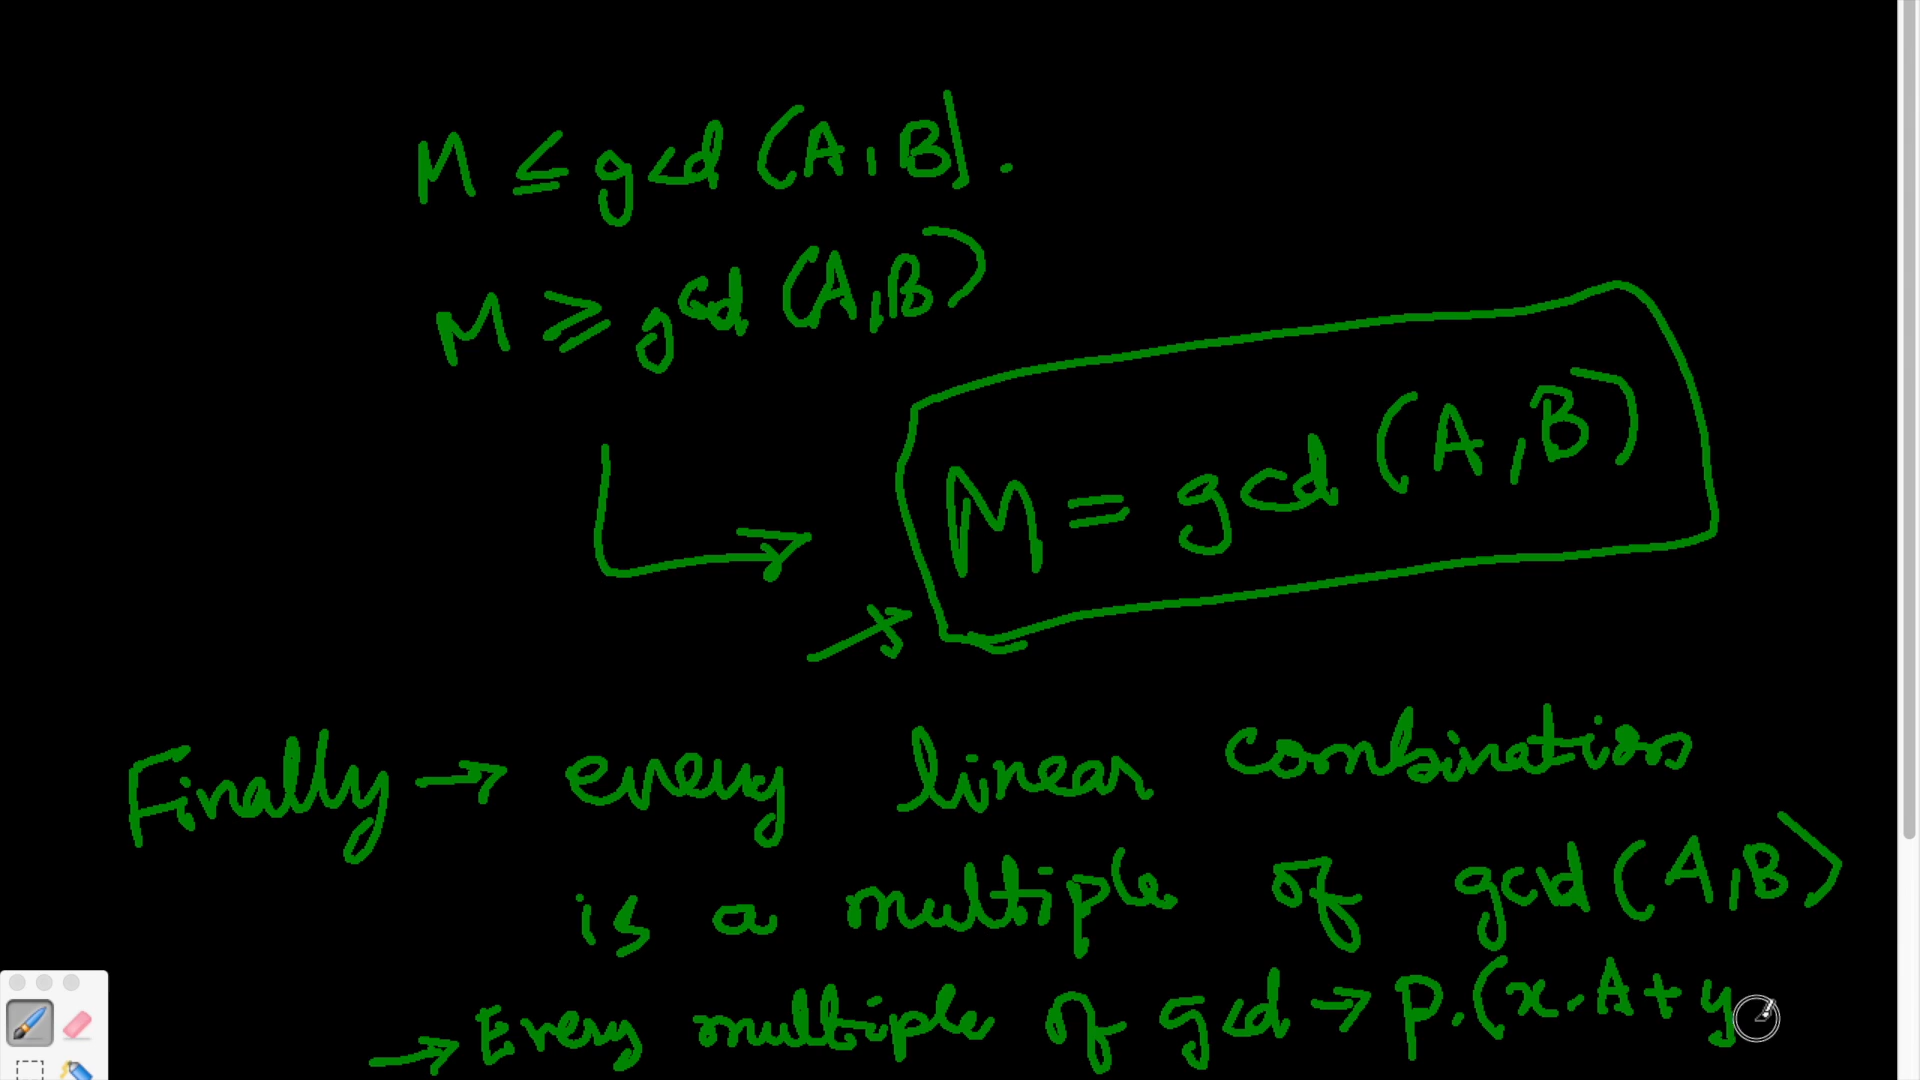 M ≤ gcd (A, B).
M ≥ gcd (A, B)
M = gcd (A, B)
Finally → every linear combination
is a multiple of gcd (A, B)
→ Every multiple of gcd → p. (x. A + y